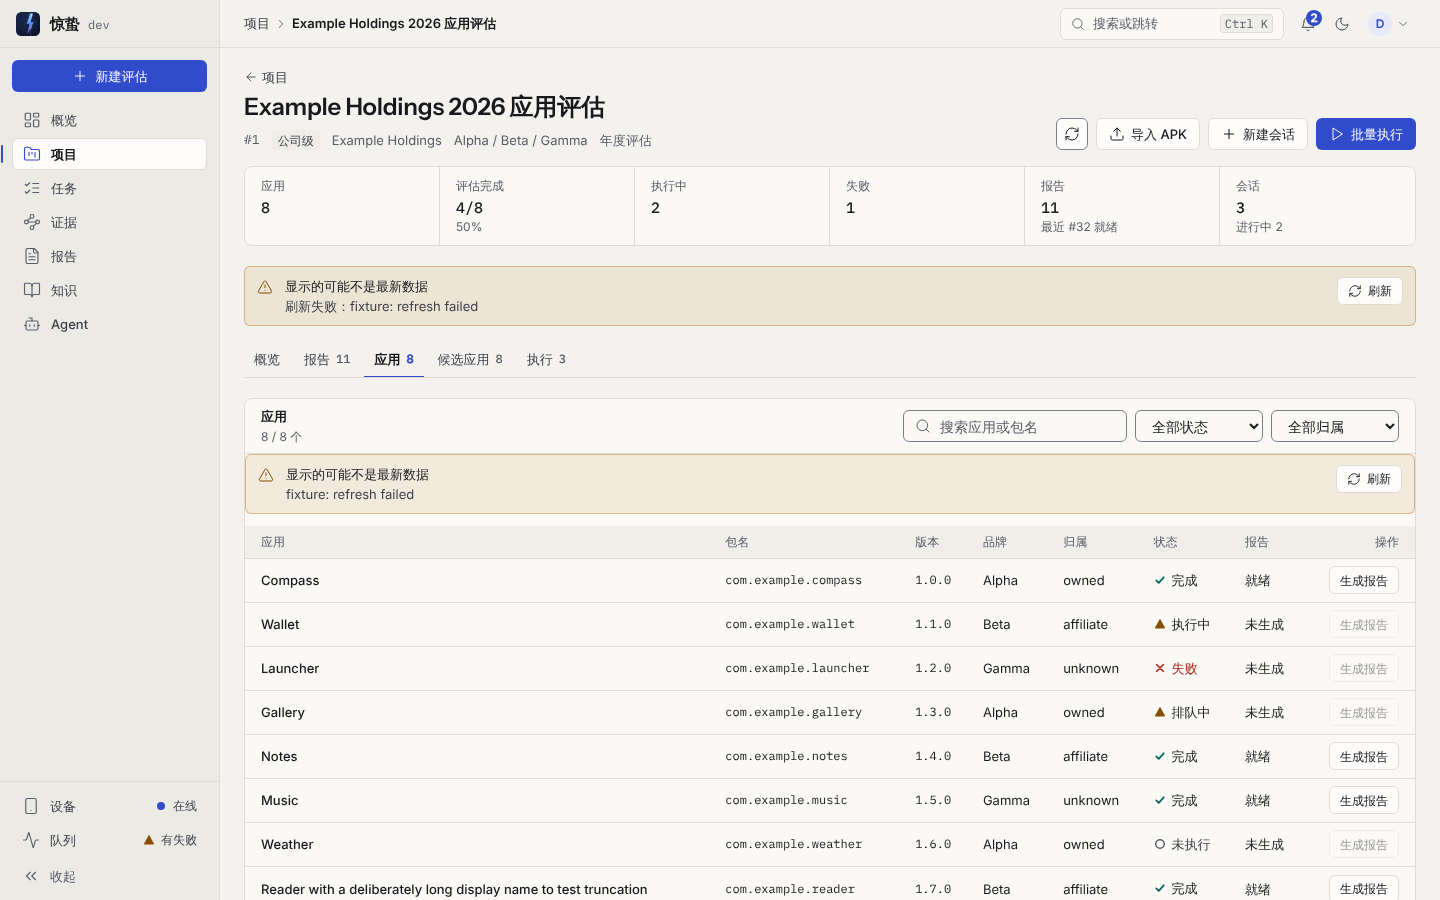 惊蛰 dev
项目 > Example Holdings 2026 应用评估
搜索或跳转 Ctrl K
2
D
新建评估
概览
项目
任务
证据
报告
知识
Agent
设备 在线
队列 有失败
收起
← 项目
Example Holdings 2026 应用评估
#1 公司级 Example Holdings Alpha / Beta / Gamma 年度评估
导入 APK 新建会话 批量执行
应用 评估完成 执行中 失败 报告 会话
8 4/8 2 1 11 3
50% 最近 #32 就绪 进行中 2
显示的可能不是最新数据
刷新失败：fixture: refresh failed
刷新
概览 报告 11 应用 8 候选应用 8 执行 3
应用
8 / 8 个
搜索应用或包名 全部状态 全部归属
显示的可能不是最新数据
fixture: refresh failed
刷新
应用 包名 版本 品牌 归属 状态 报告 操作
Compass com.example.compass 1.0.0 Alpha owned 完成 就绪 生成报告
Wallet com.example.wallet 1.1.0 Beta affiliate 执行中 未生成 生成报告
Launcher com.example.launcher 1.2.0 Gamma unknown 失败 未生成 生成报告
Gallery com.example.gallery 1.3.0 Alpha owned 排队中 未生成 生成报告
Notes com.example.notes 1.4.0 Beta affiliate 完成 就绪 生成报告
Music com.example.music 1.5.0 Gamma unknown 完成 就绪 生成报告
Weather com.example.weather 1.6.0 Alpha owned 未执行 未生成 生成报告
Reader with a deliberately long display name to test truncation com.example.reader 1.7.0 Beta affiliate 完成 就绪 生成报告